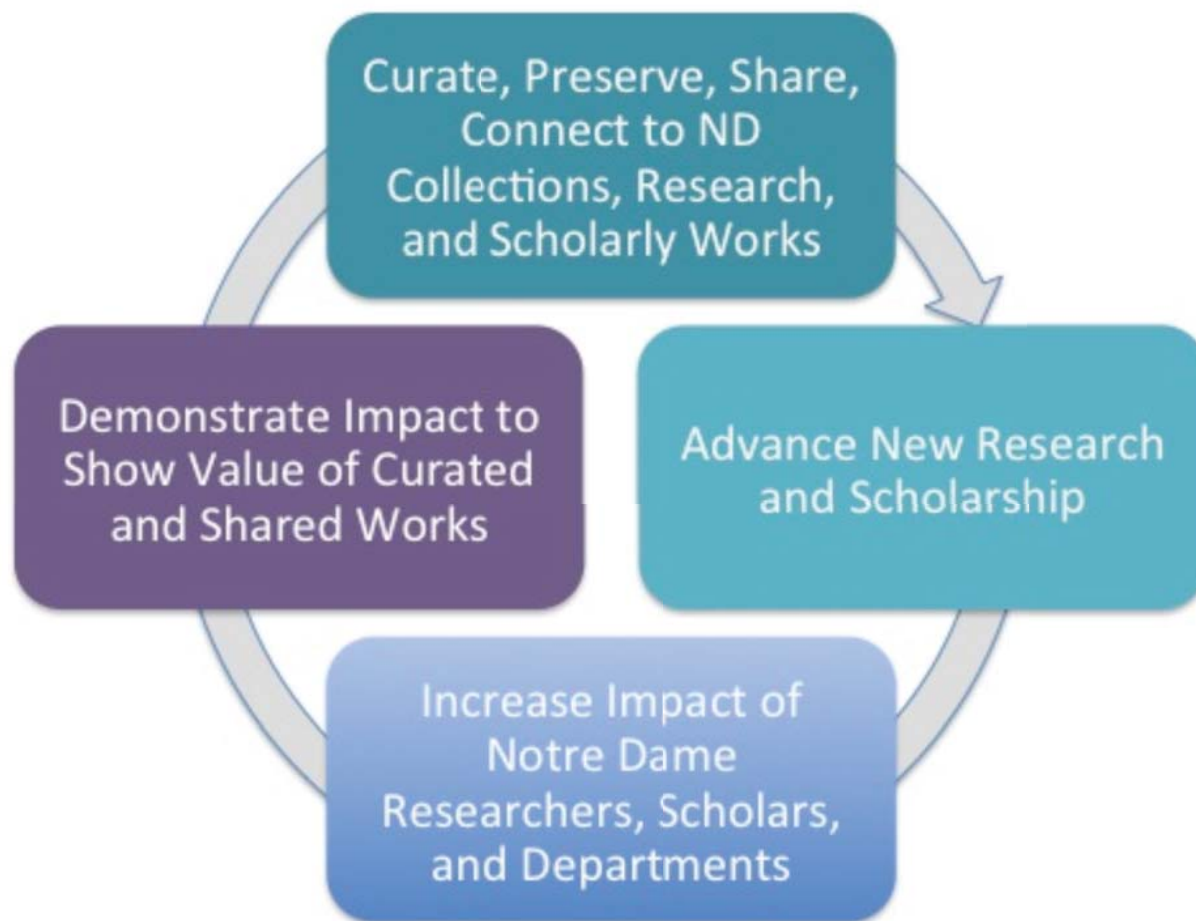 Curate, Preserve, Share,
Connect to ND
Collections, Research,
and Scholarly Works
Advance New Research
and Scholarship
Increase Impact of
Notre Dame
Researchers, Scholars,
and Departments
Demonstrate Impact to
Show Value of Curated
and Shared Works